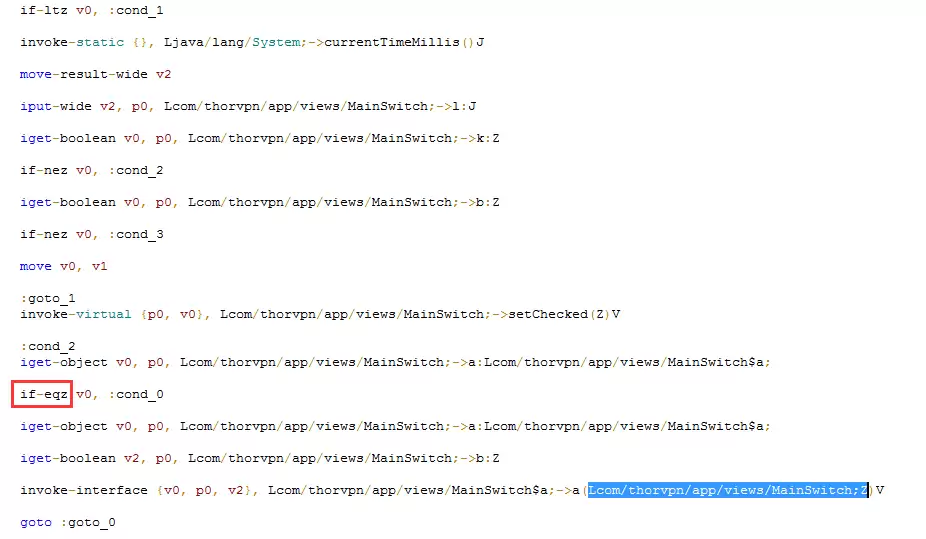 if-ltz v0, :cond_1
invoke-static {}, Ljava/lang/System;->currentTimeMillis()J
move-result-wide v2
iput-wide v2, p0, Lcom/thorvpn/app/views/MainSwitch;->l:J
iget-boolean v0, p0, Lcom/thorvpn/app/views/MainSwitch;->k:Z
if-nez v0, :cond_2
iget-boolean v0, p0, Lcom/thorvpn/app/views/MainSwitch;->b:Z
if-nez v0, :cond_3
move v0, v1
:goto_1
invoke-virtual {p0, v0}, Lcom/thorvpn/app/views/MainSwitch;->setChecked(Z)V
:cond_2
iget-object v0, p0, Lcom/thorvpn/app/views/MainSwitch;->a:Lcom/thorvpn/app/views/MainSwitch$a;
if-eqz v0, :cond_0
iget-object v0, p0, Lcom/thorvpn/app/views/MainSwitch;->a:Lcom/thorvpn/app/views/MainSwitch$a;
iget-boolean v2, p0, Lcom/thorvpn/app/views/MainSwitch;->b:Z
invoke-interface {v0, p0, v2}, Lcom/thorvpn/app/views/MainSwitch$a;->a(Lcom/thorvpn/app/views/MainSwitch;Z)V
goto :goto_0